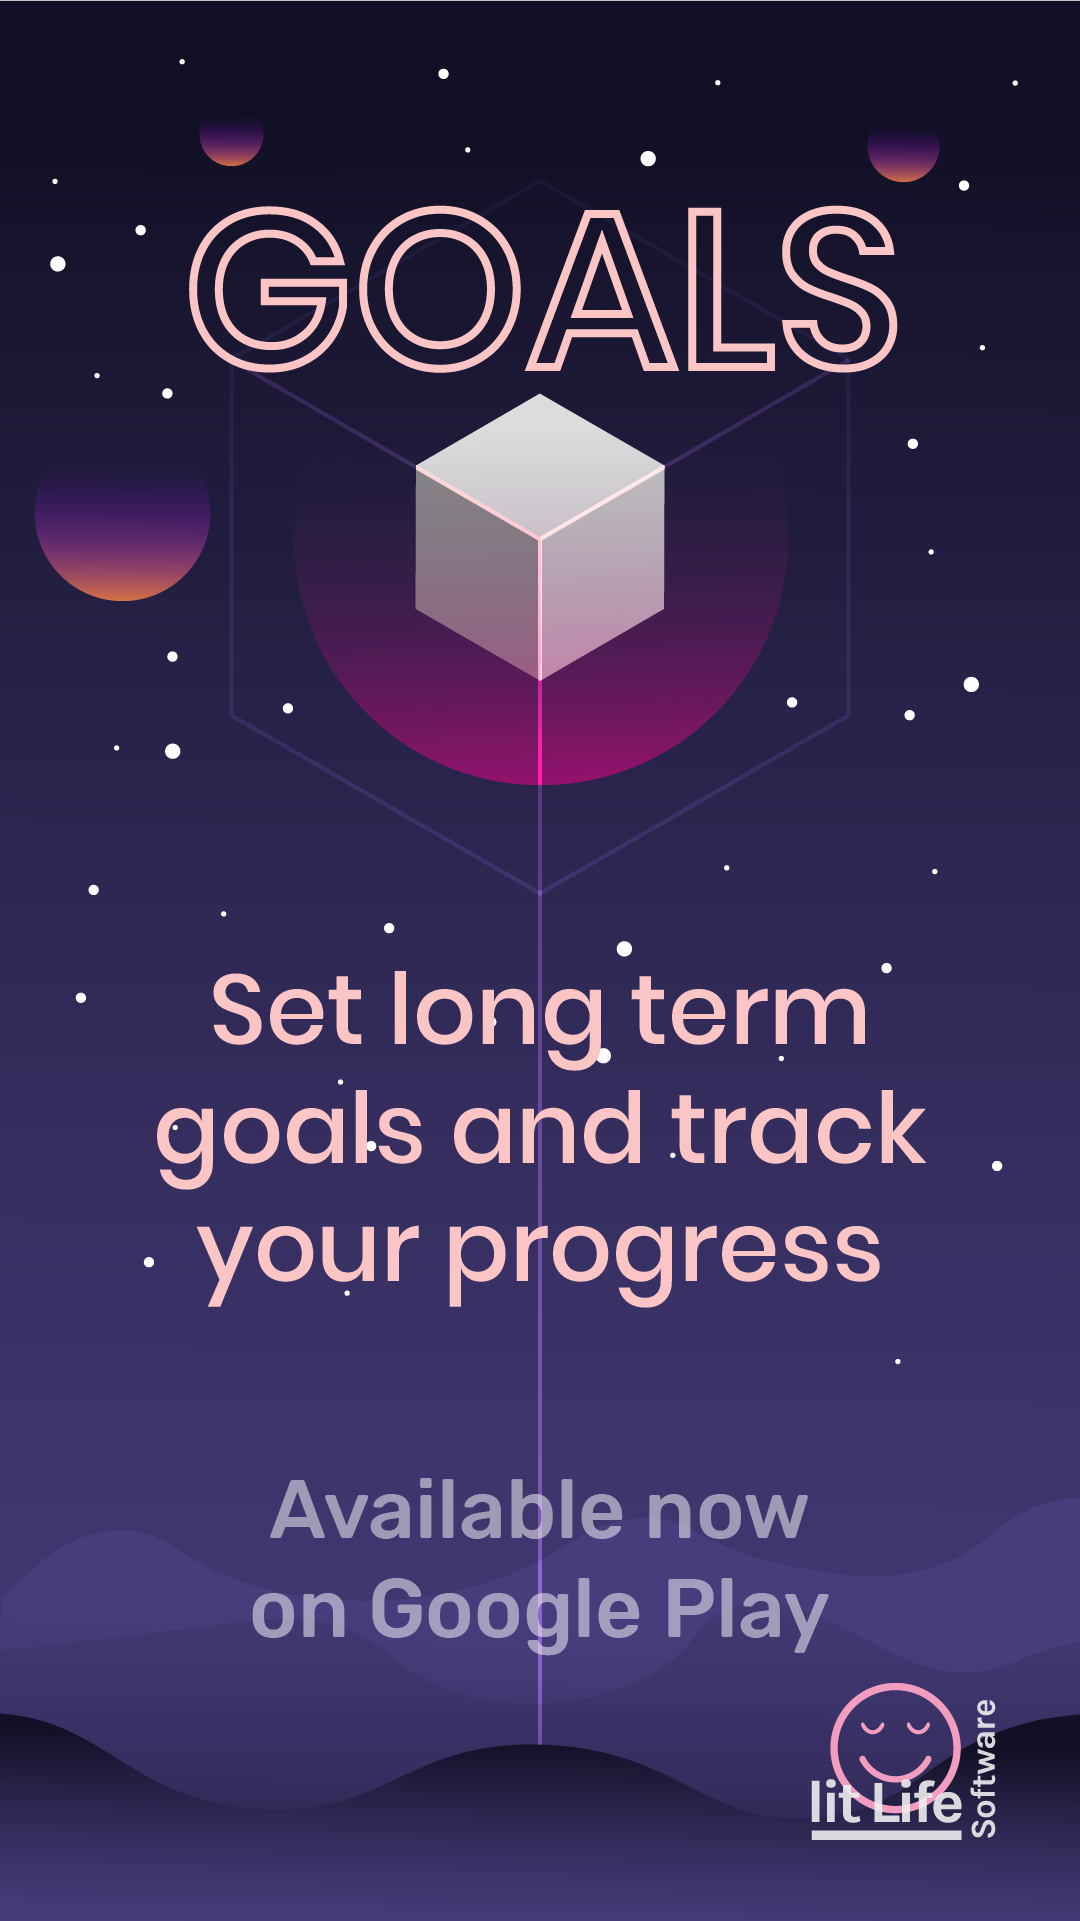 GOALS
Set long term
goals and track
your progress
Available now
on Google Play
lit Life
Software